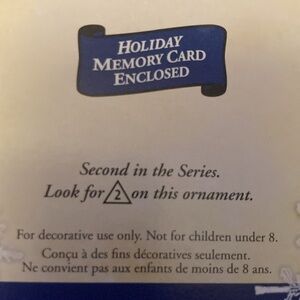 HOLIDAY
MEMORY CARD
ENCLOSED
Second in the Series.
Look for 2 on this ornament.
For decorative use only. Not for children under 8.
Conçu à des fins décoratives seulement.
Ne convient pas aux enfants de moins de 8 ans.